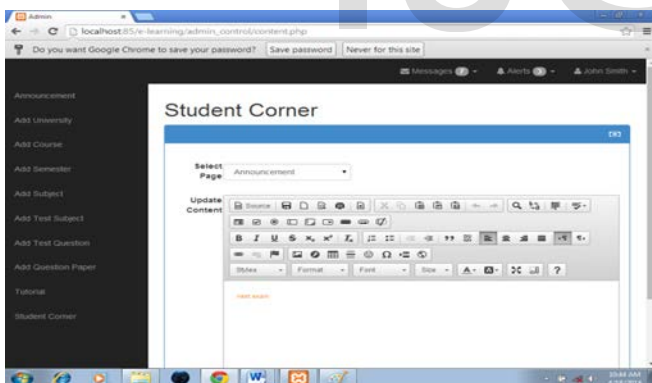 Admin
localhost:85/e-learning/admin_control/content.php
Do you want Google Chrome to save your password? Save password Never for this site
Messages Alerts John Smith
Announcement
Add University
Add Course
Add Semester
Add Subject
Add Test Subject
Add Test Question
Add Question Paper
Tutorial
Student Corner
Student Corner
Select Page
Announcement
Update Content
Source
Styles Format Font Size
next exam
10:44 AM